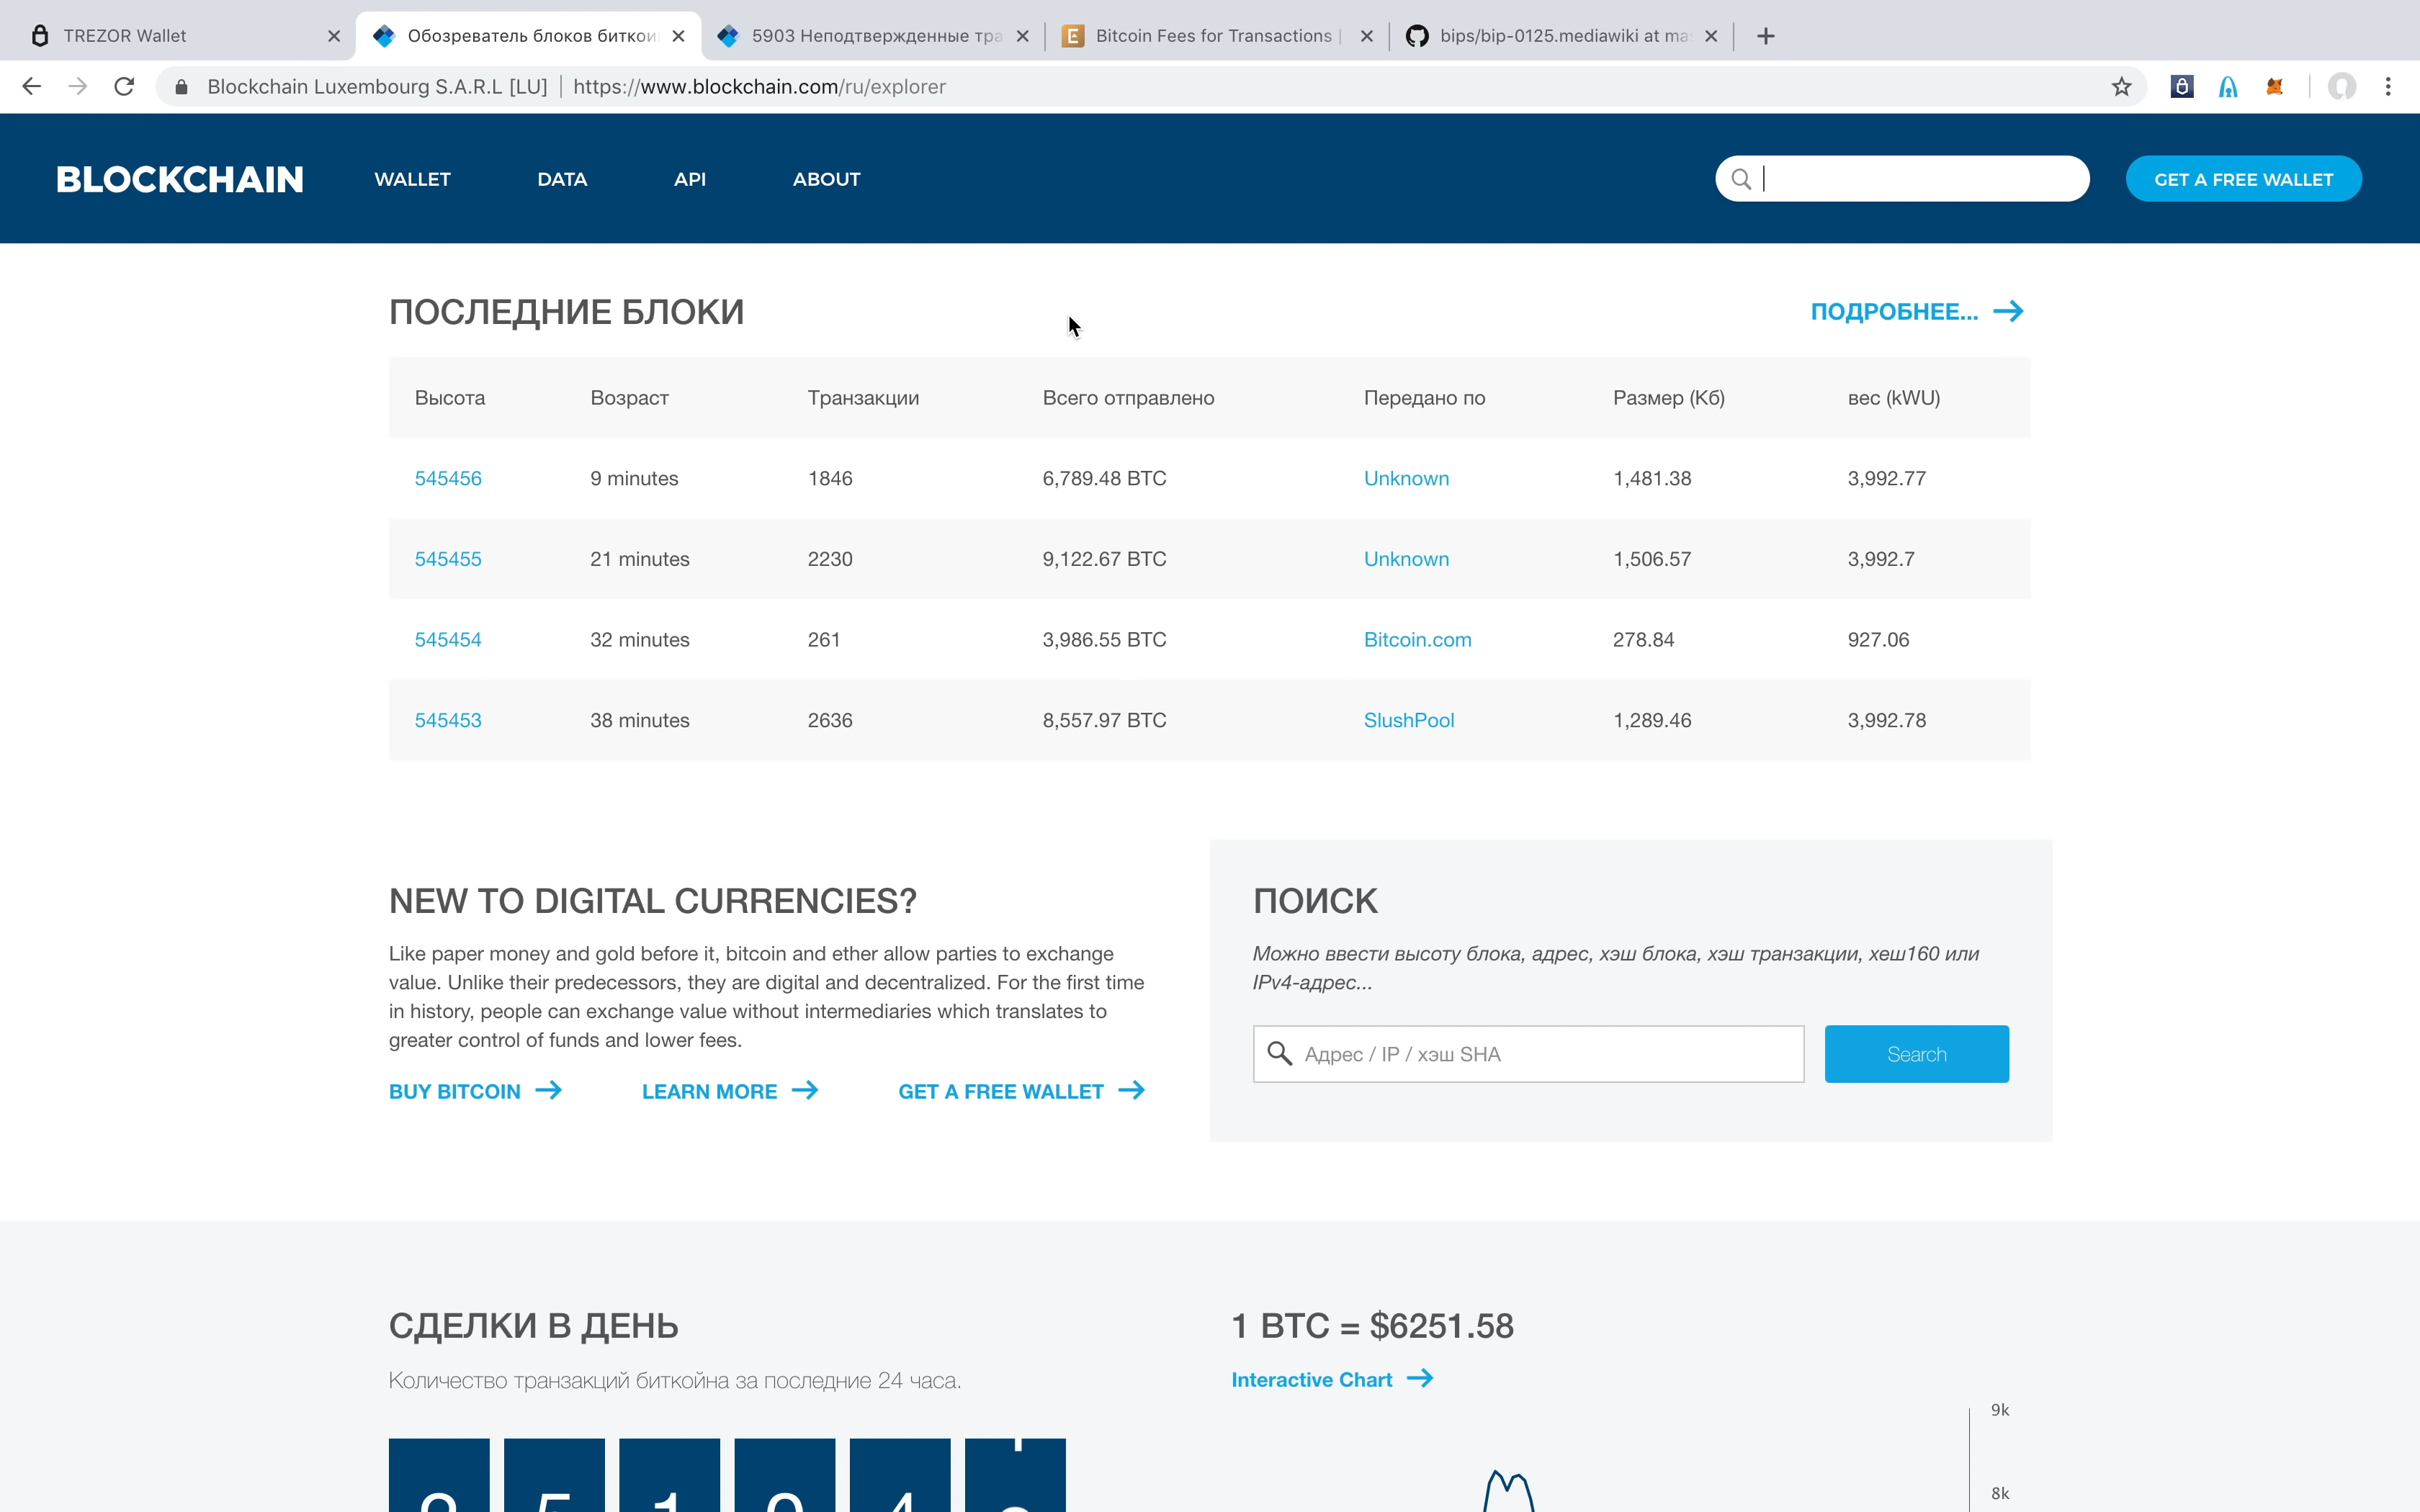 TREZOR Wallet
Обозреватель блоков биткои
5903 Неподтвержденные тра
Bitcoin Fees for Transactions |
bips/bip-0125.mediawiki at ma
Blockchain Luxembourg S.A.R.L [LU] | https://www.blockchain.com/ru/explorer
BLOCKCHAIN
WALLET
DATA
API
ABOUT
GET A FREE WALLET
ПОСЛЕДНИЕ БЛОКИ
ПОДРОБНЕЕ...
Высота Возраст Транзакции Всего отправлено Передано по Размер (Кб) вес (kWU)
545456 9 minutes 1846 6,789.48 BTC Unknown 1,481.38 3,992.77
545455 21 minutes 2230 9,122.67 BTC Unknown 1,506.57 3,992.7
545454 32 minutes 261 3,986.55 BTC Bitcoin.com 278.84 927.06
545453 38 minutes 2636 8,557.97 BTC SlushPool 1,289.46 3,992.78
NEW TO DIGITAL CURRENCIES?
Like paper money and gold before it, bitcoin and ether allow parties to exchange
value. Unlike their predecessors, they are digital and decentralized. For the first time
in history, people can exchange value without intermediaries which translates to
greater control of funds and lower fees.
BUY BITCOIN
LEARN MORE
GET A FREE WALLET
ПОИСК
Можно ввести высоту блока, адрес, хэш блока, хэш транзакции, хеш160 или
IPv4-адрес...
Адрес / IP / хэш SHA
Search
СДЕЛКИ В ДЕНЬ
Количество транзакций биткойна за последние 24 часа.
1 BTC = $6251.58
Interactive Chart
9k
8k